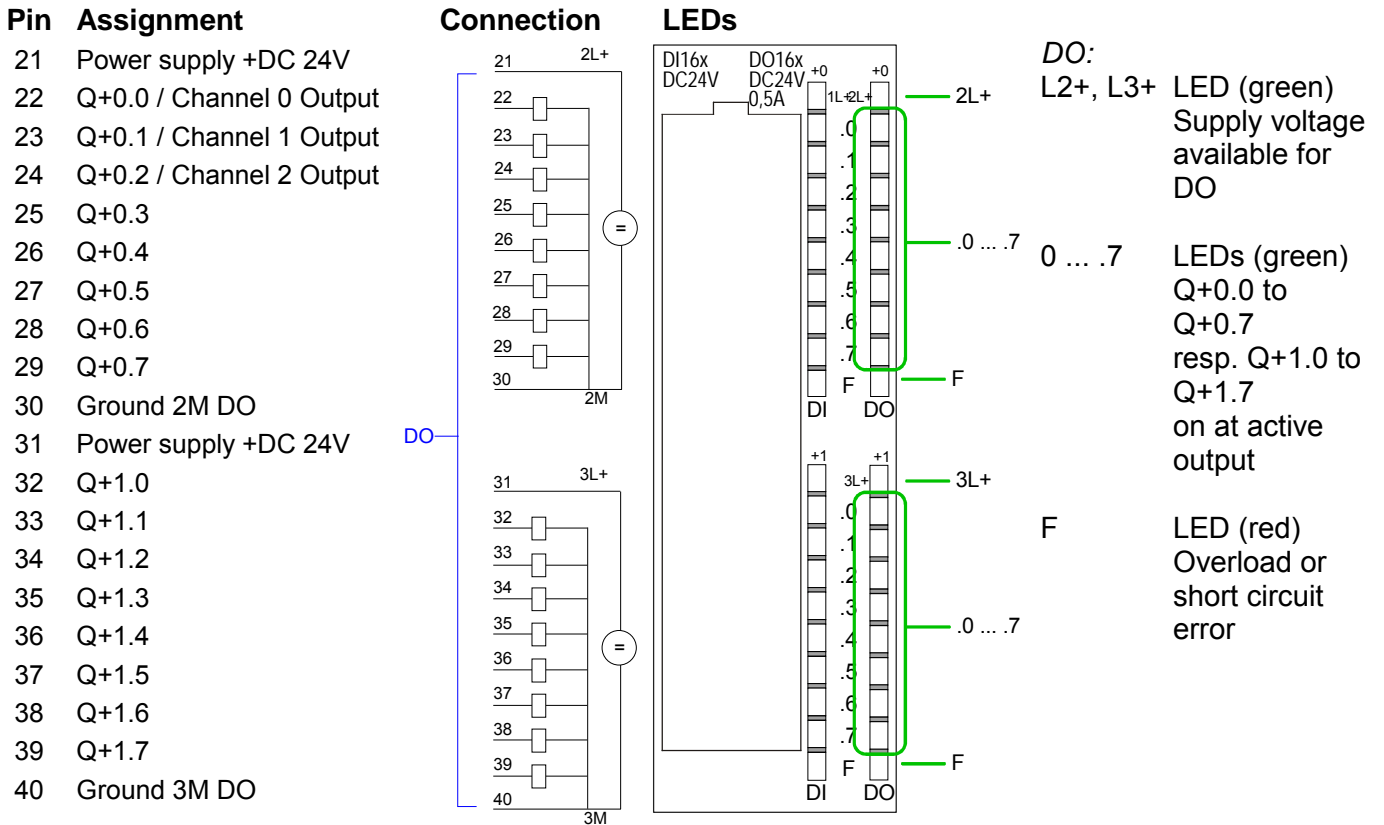 Pin Assignment Connection LEDs
21 Power supply +DC 24V
22 Q+0.0 / Channel 0 Output
23 Q+0.1 / Channel 1 Output
24 Q+0.2 / Channel 2 Output
25 Q+0.3
26 Q+0.4
27 Q+0.5
28 Q+0.6
29 Q+0.7
30 Ground 2M DO
31 Power supply +DC 24V
32 Q+1.0
33 Q+1.1
34 Q+1.2
35 Q+1.3
36 Q+1.4
37 Q+1.5
38 Q+1.6
39 Q+1.7
40 Ground 3M DO
DO
21 2L+
22
23
24
25
=
26
27
28
29
30
2M
31 3L+
32
33
34
35
=
36
37
38
39
40
3M
DI16x DO16x
DC24V DC24V
0,5A
+0 +0
1L+ 2L+
.0
.1
.2
.3
.4
.5
.6
.7
F
DI DO
+1 +1
3L+
.0
.1
.2
.3
.4
.5
.6
.7
F
DI DO
2L+
.0 ... .7
F
3L+
.0 ... .7
F
DO:
L2+, L3+ LED (green)
Supply voltage
available for
DO
0 ... .7 LEDs (green)
Q+0.0 to
Q+0.7
resp. Q+1.0 to
Q+1.7
on at active
output
F LED (red)
Overload or
short circuit
error